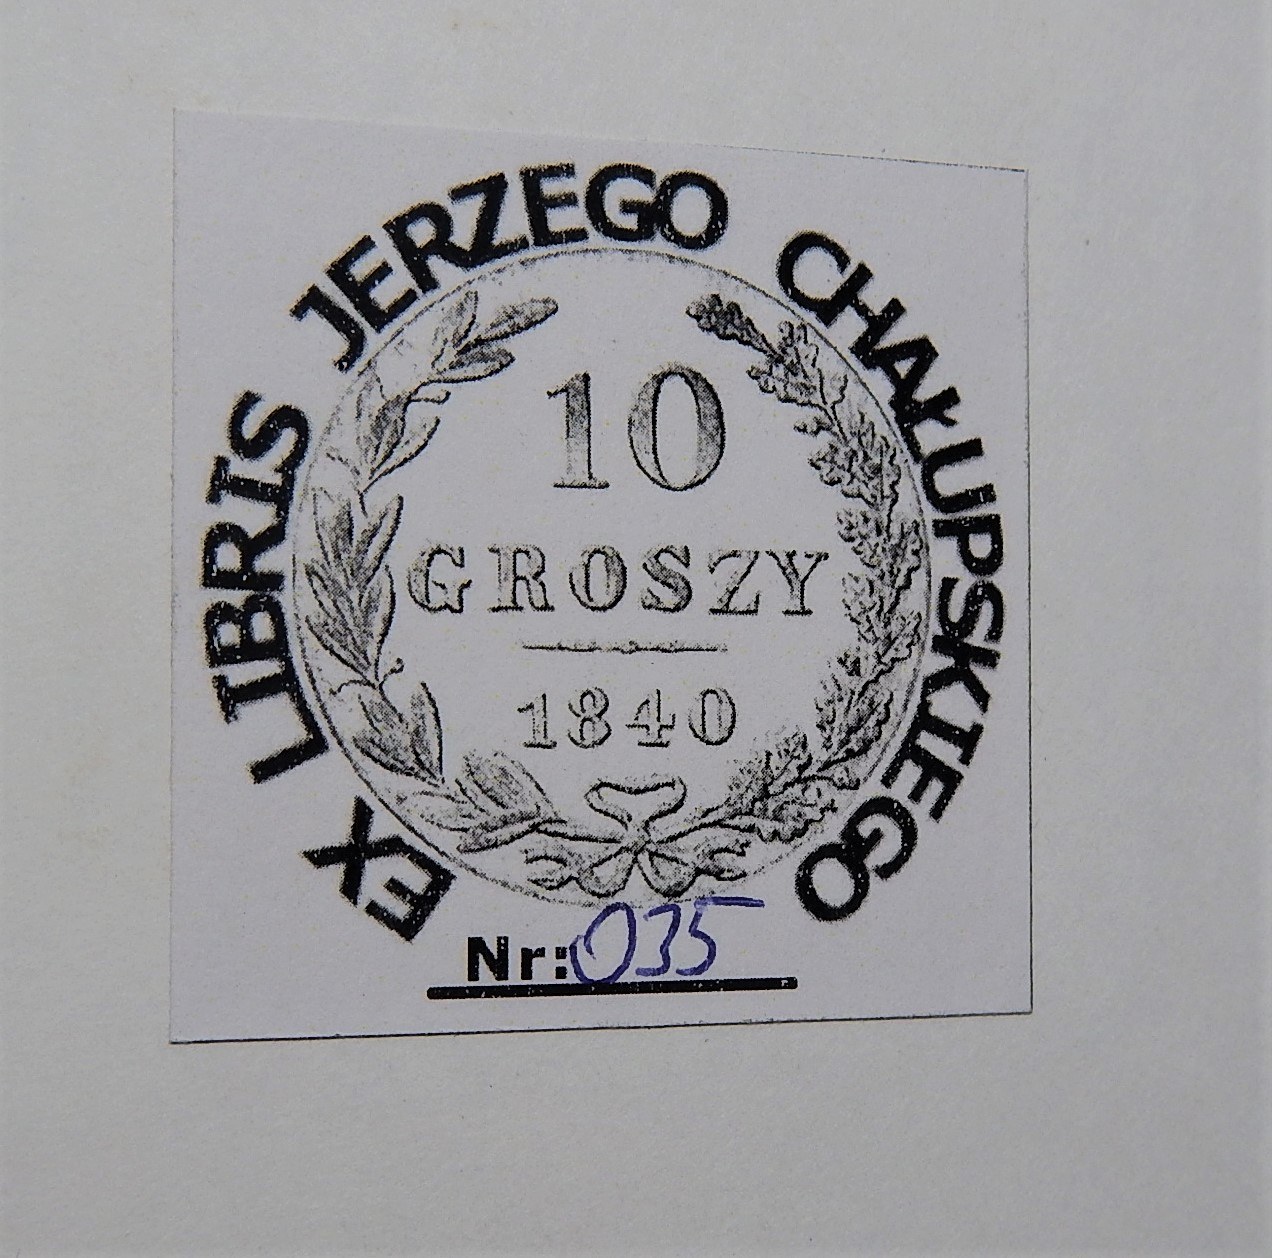 EX LIBRIS JERZEGO CHAŁUPSKIEGO
10
GROSZY
1840
Nr: 035